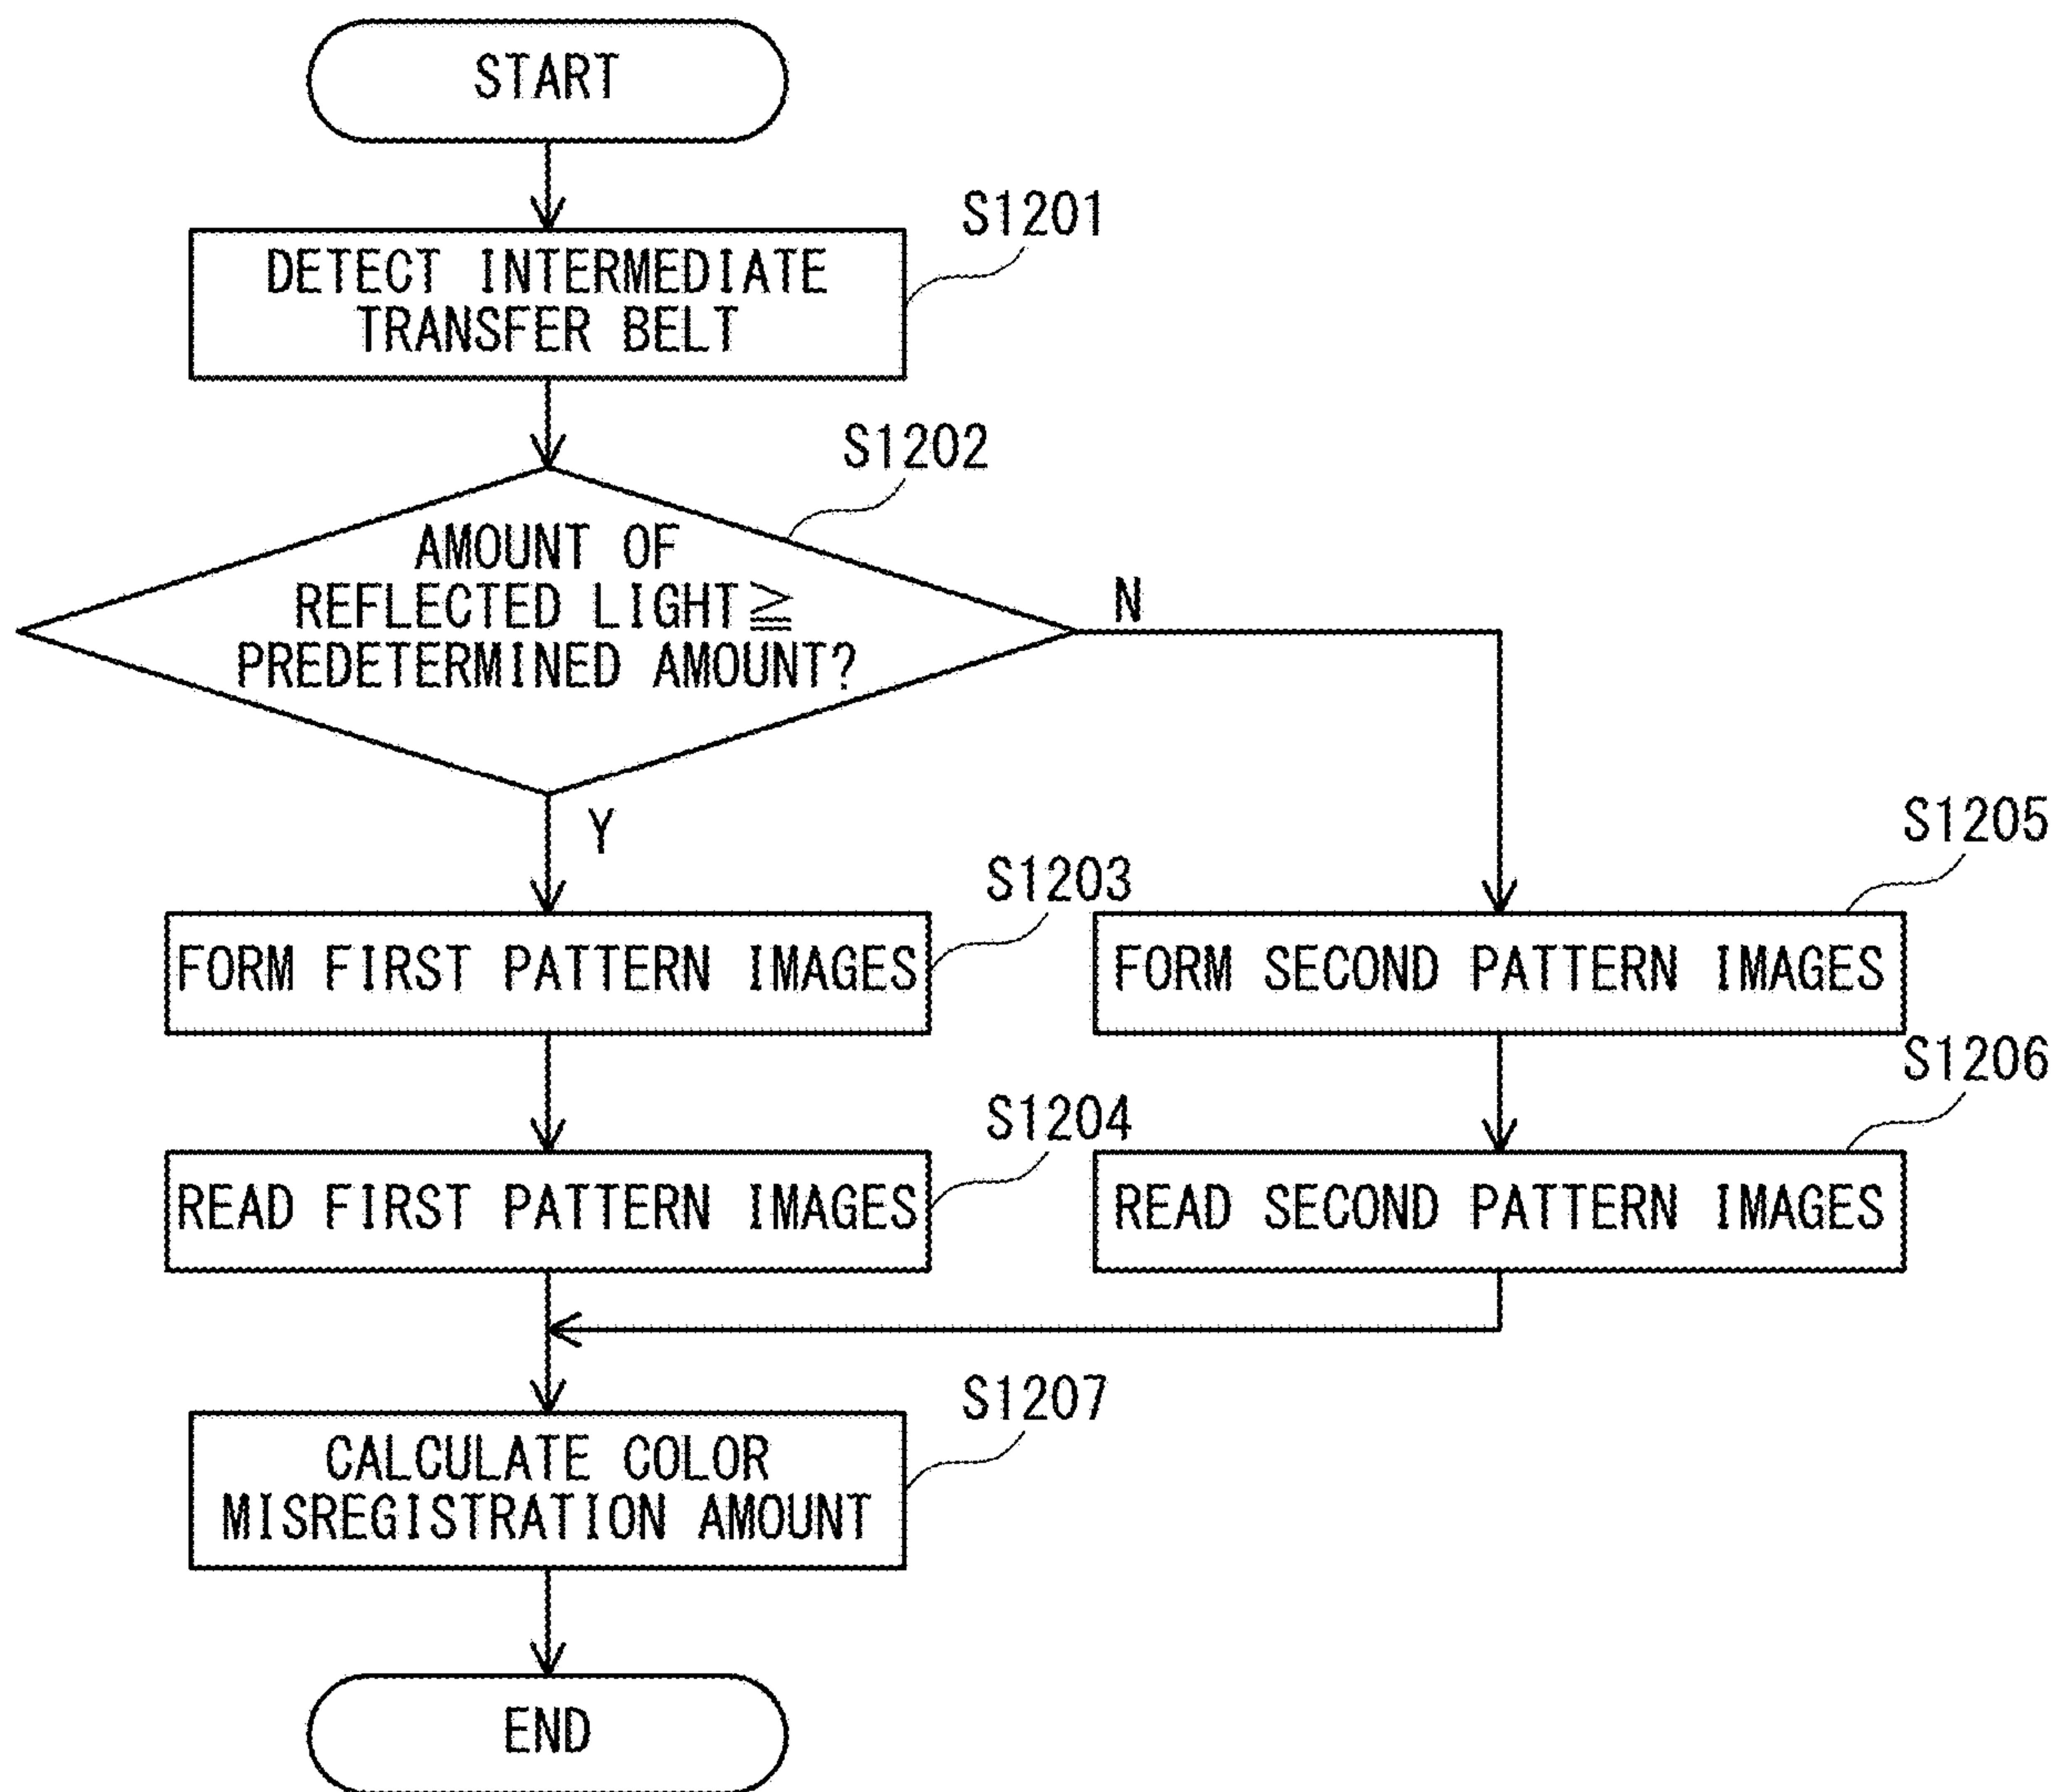 START
S1201
DETECT INTERMEDIATE
TRANSFER BELT
S1202
AMOUNT OF
REFLECTED LIGHT≧
PREDETERMINED AMOUNT?
N
Y
S1203
FORM FIRST PATTERN IMAGES
S1205
FORM SECOND PATTERN IMAGES
S1204
READ FIRST PATTERN IMAGES
S1206
READ SECOND PATTERN IMAGES
S1207
CALCULATE COLOR
MISREGISTRATION AMOUNT
END